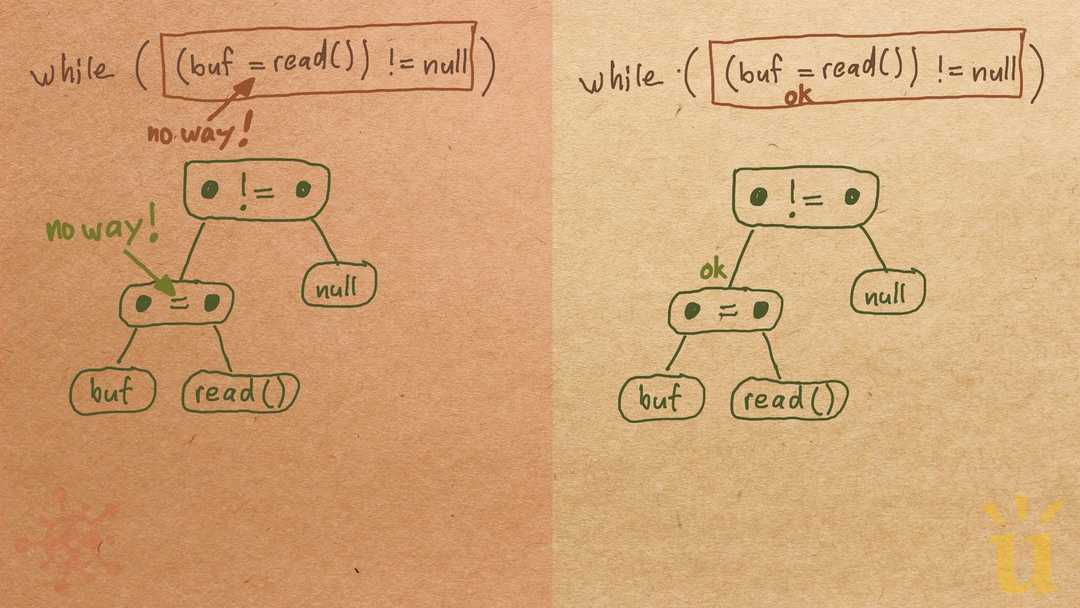 while ( (buf = read()) != null )
no way!
• != •
no way!
null
• = •
buf
read()
while ( (buf = read()) != null )
ok
• != •
ok
null
• = •
buf
read()
u